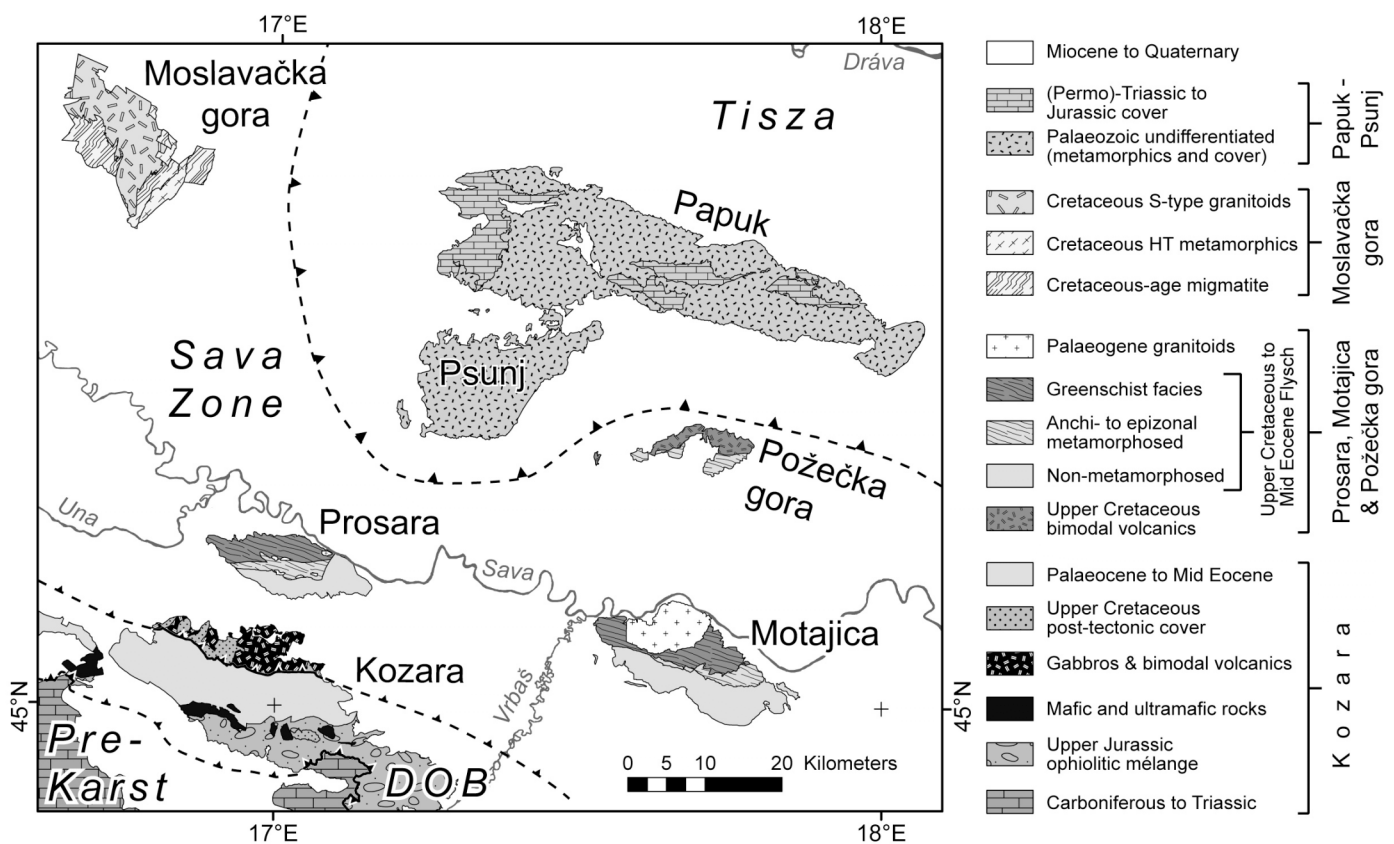 17°E
18°E
Moslavačka
gora
Dráva
Tisza
Papuk
Sava
Zone
Psunj
Požečka
gora
Una
Prosara
Sava
Motajica
Kozara
Vrbaš
45°N
45°N
Pre-
Karst
DOB
0 5 10 20 Kilometers
17°E
18°E
Miocene to Quaternary
(Permo)-Triassic to
Jurassic cover
Palaeozoic undifferentiated
(metamorphics and cover)
Papuk -
Psunj
Cretaceous S-type granitoids
Cretaceous HT metamorphics
Cretaceous-age migmatite
Moslavačka
gora
Palaeogene granitoids
Greenschist facies
Anchi- to epizonal
metamorphosed
Non-metamorphosed
Upper Cretaceous
bimodal volcanics
Upper Cretaceous to
Mid Eocene Flysch
Prosara, Motajica
& Požečka gora
Palaeocene to Mid Eocene
Upper Cretaceous
post-tectonic cover
Gabbros & bimodal volcanics
Mafic and ultramafic rocks
Upper Jurassic
ophiolitic mélange
Carboniferous to Triassic
Kozara